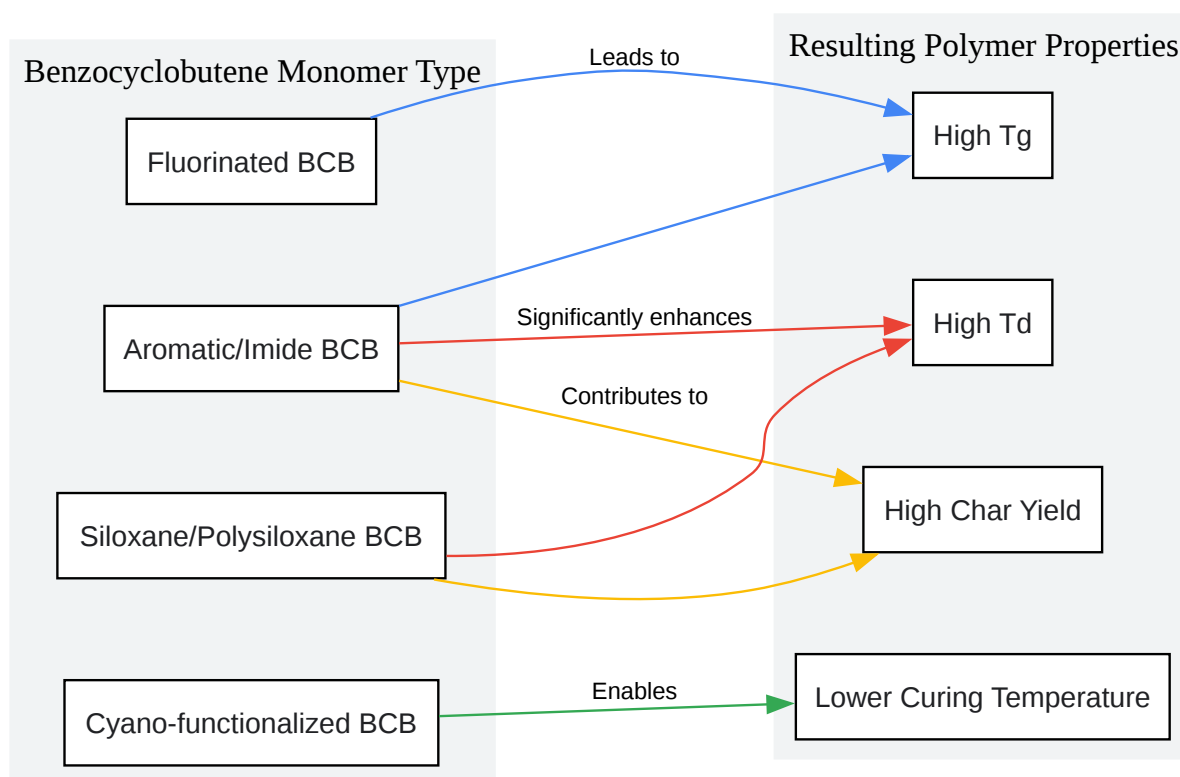 Benzocyclobutene Monomer Type
Resulting Polymer Properties
Leads to
Fluorinated BCB
High Tg
Aromatic/Imide BCB
Significantly enhances
High Td
Contributes to
Siloxane/Polysiloxane BCB
High Char Yield
Cyano-functionalized BCB
Enables
Lower Curing Temperature